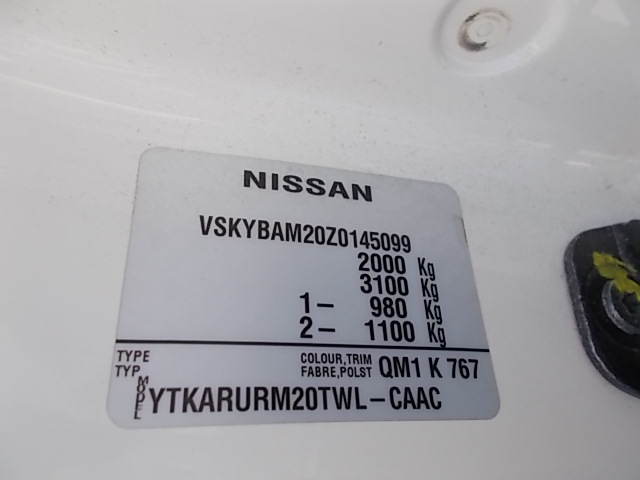 NISSAN
VSKYBAM20Z0145099
2000 Kg
3100 Kg
1- 980 Kg
2- 1100 Kg
TYPE COLOUR,TRIM
TYP FABRE,POLST QM1 K 767
MODEL YTKARURM20TWL-CAAC